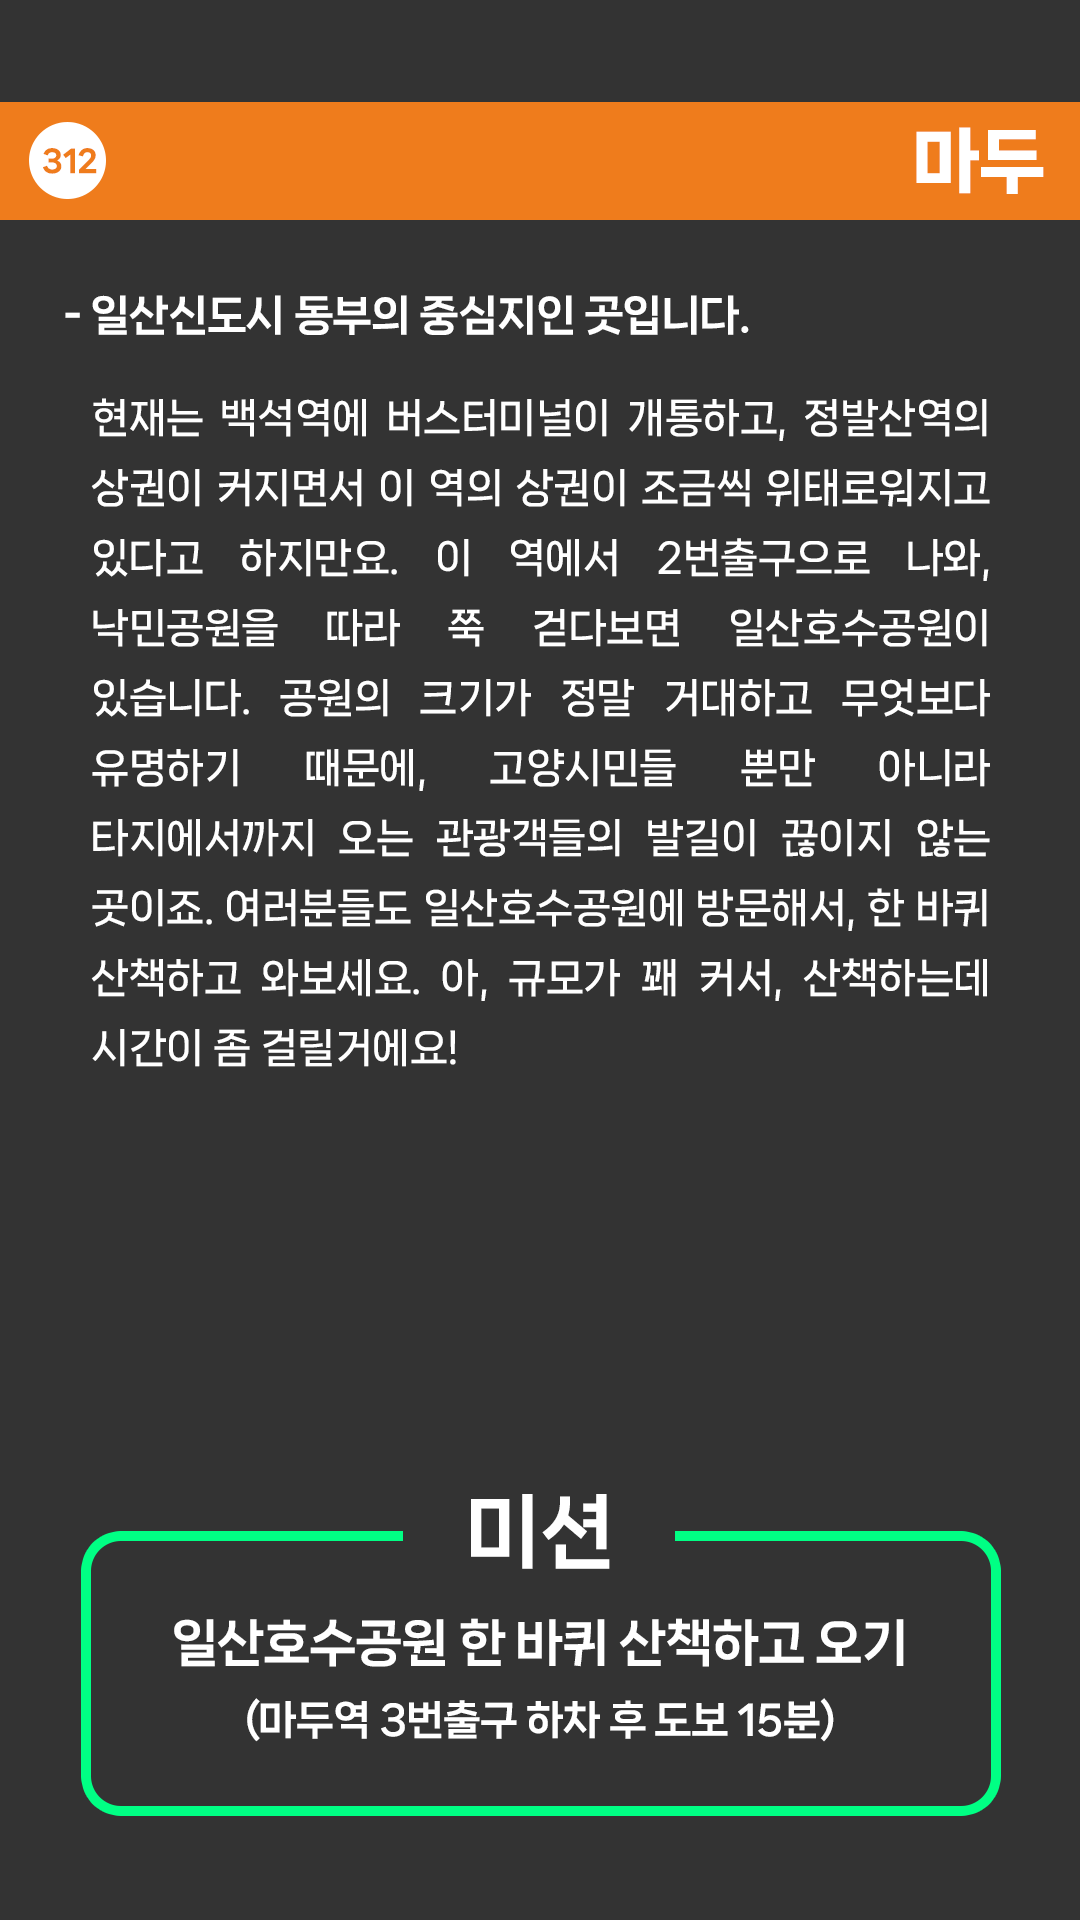 312
마두
- 일산신도시 동부의 중심지인 곳입니다.
현재는 백석역에 버스터미널이 개통하고, 정발산역의
상권이 커지면서 이 역의 상권이 조금씩 위태로워지고
있다고 하지만요. 이 역에서 2번출구으로 나와,
낙민공원을 따라 쭉 걷다보면 일산호수공원이
있습니다. 공원의 크기가 정말 거대하고 무엇보다
유명하기 때문에, 고양시민들 뿐만 아니라
타지에서까지 오는 관광객들의 발길이 끊이지 않는
곳이죠. 여러분들도 일산호수공원에 방문해서, 한 바퀴
산책하고 와보세요. 아, 규모가 꽤 커서, 산책하는데
시간이 좀 걸릴거에요!
미션
일산호수공원 한 바퀴 산책하고 오기
(마두역 3번출구 하차 후 도보 15분)